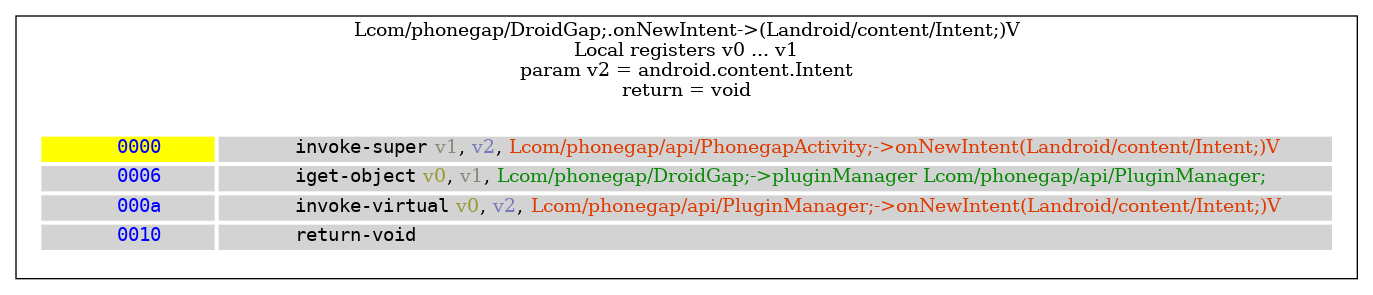 Lcom/phonegap/DroidGap;.onNewIntent->(Landroid/content/Intent;)V
Local registers v0 ... v1
param v2 = android.content.Intent
return = void
0000 invoke-super v1, v2, Lcom/phonegap/api/PhonegapActivity;->onNewIntent(Landroid/content/Intent;)V
0006 iget-object v0, v1, Lcom/phonegap/DroidGap;->pluginManager Lcom/phonegap/api/PluginManager;
000a invoke-virtual v0, v2, Lcom/phonegap/api/PluginManager;->onNewIntent(Landroid/content/Intent;)V
0010 return-void